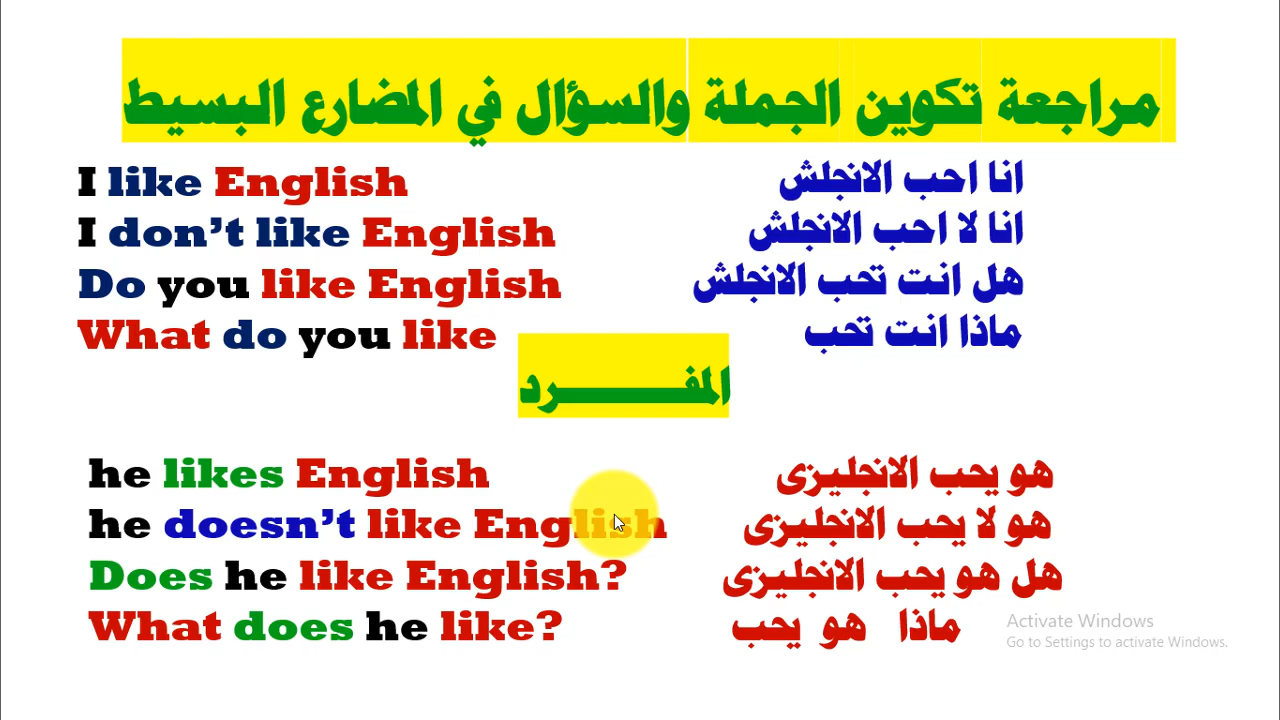 مراجعة تكوين الجملة والسؤال في المضارع البسيط
I like English انا احب الانجلش
I don’t like English انا لا احب الانجلش
Do you like English هل انت تحب الانجلش
What do you like ماذا انت تحب
المفـــــــــرد
he likes English هو يحب الانجليزى
he doesn’t like English هو لا يحب الانجليزى
Does he like English? هل هو يحب الانجليزى
What does he like? ماذا هو يحب
Activate Windows
Go to Settings to activate Windows.